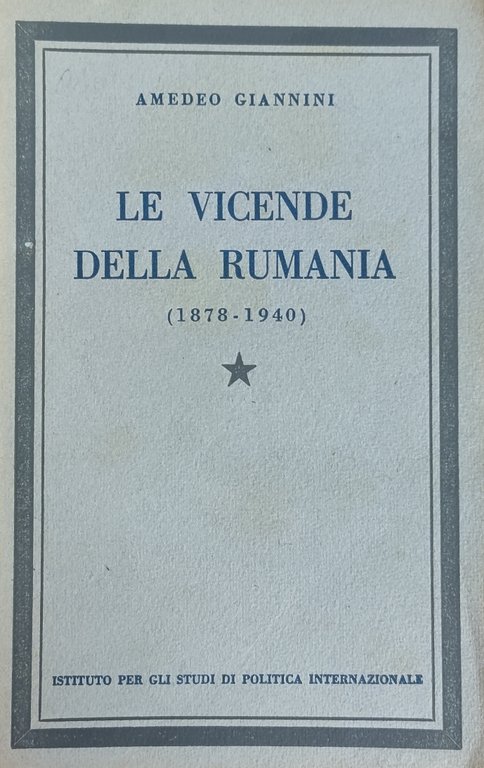 AMEDEO GIANNINI
LE VICENDE
DELLA RUMANIA
(1878-1940)
ISTITUTO PER GLI STUDI DI POLITICA INTERNAZIONALE